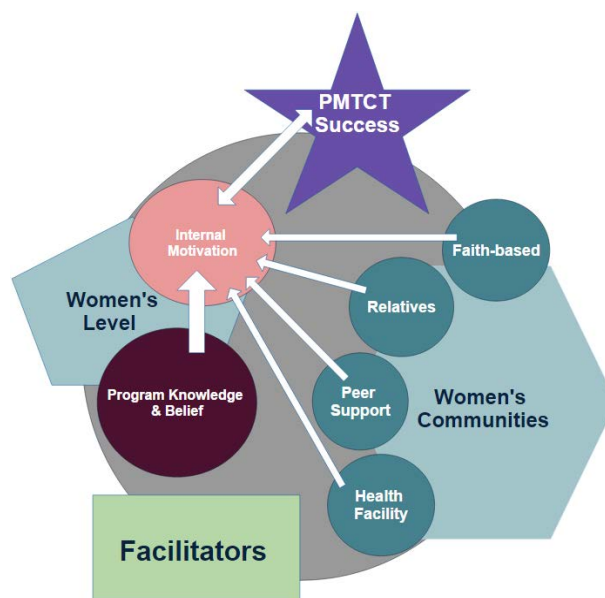 PMTCT
Success
Internal
Motivation
Faith-based
Women's
Level
Relatives
Program Knowledge
& Belief
Peer
Support
Women's
Communities
Health
Facility
Facilitators